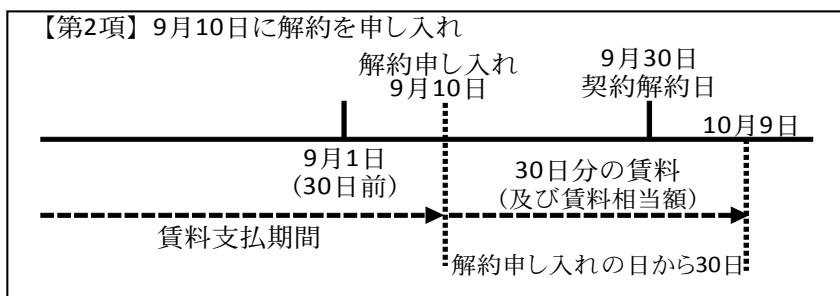 【第2項】9月10日に解約を申し入れ
解約申し入れ
9月10日
9月30日
契約解約日
10月9日
9月1日
(30日前)
30日分の賃料
(及び賃料相当額)
賃料支払期間
解約申し入れの日から30日